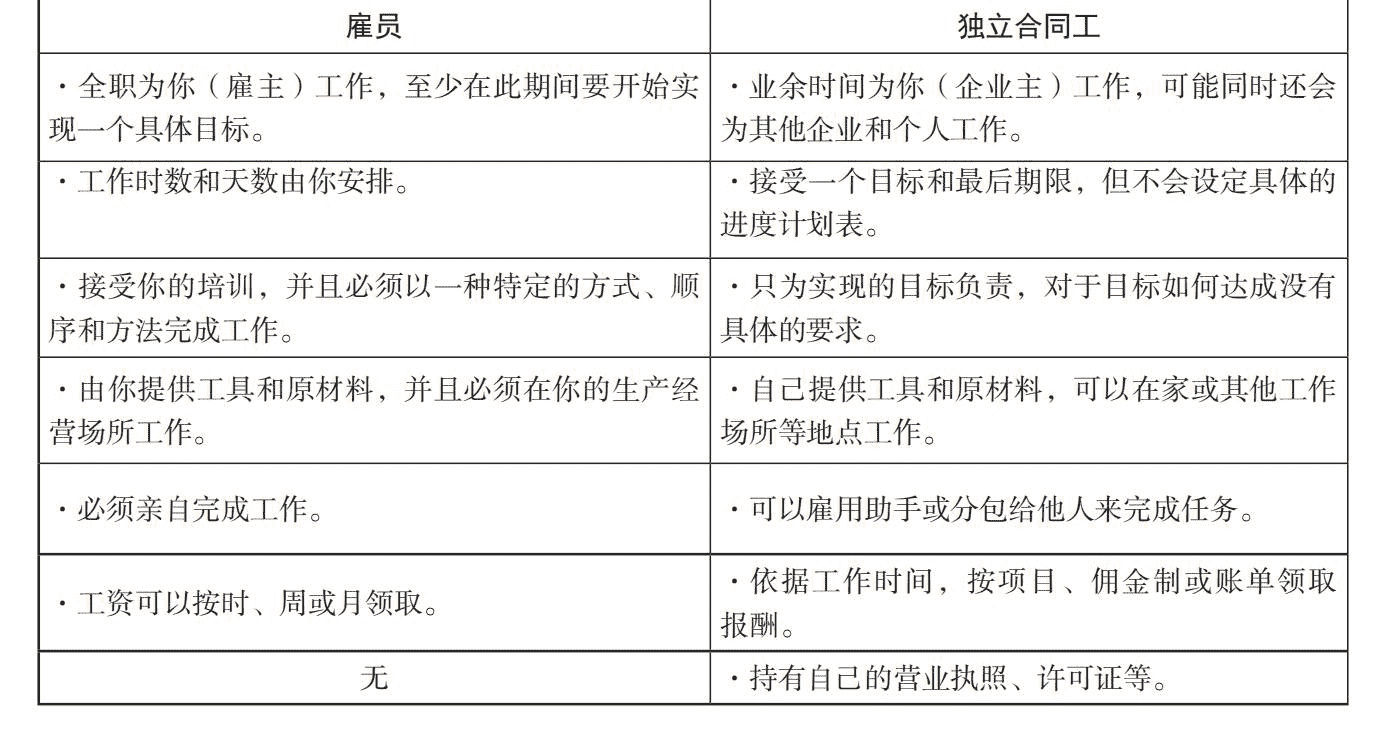 雇员
独立合同工
·全职为你（雇主）工作，至少在此期间要开始实
现一个具体目标。
·业余时间为你（企业主）工作，可能同时还会
为其他企业和个人工作。
·工作时数和天数由你安排。
·接受一个目标和最后期限，但不会设定具体的
进度计划表。
·接受你的培训，并且必须以一种特定的方式、顺
序和方法完成工作。
·只为实现的目标负责，对于目标如何达成没有
具体的要求。
·由你提供工具和原材料，并且必须在你的生产经
营场所工作。
·自己提供工具和原材料，可以在家或其他工作
场所等地点工作。
·必须亲自完成工作。
·可以雇用助手或分包给他人来完成任务。
·工资可以按时、周或月领取。
·依据工作时间，按项目、佣金制或账单领取
报酬。
无
·持有自己的营业执照、许可证等。